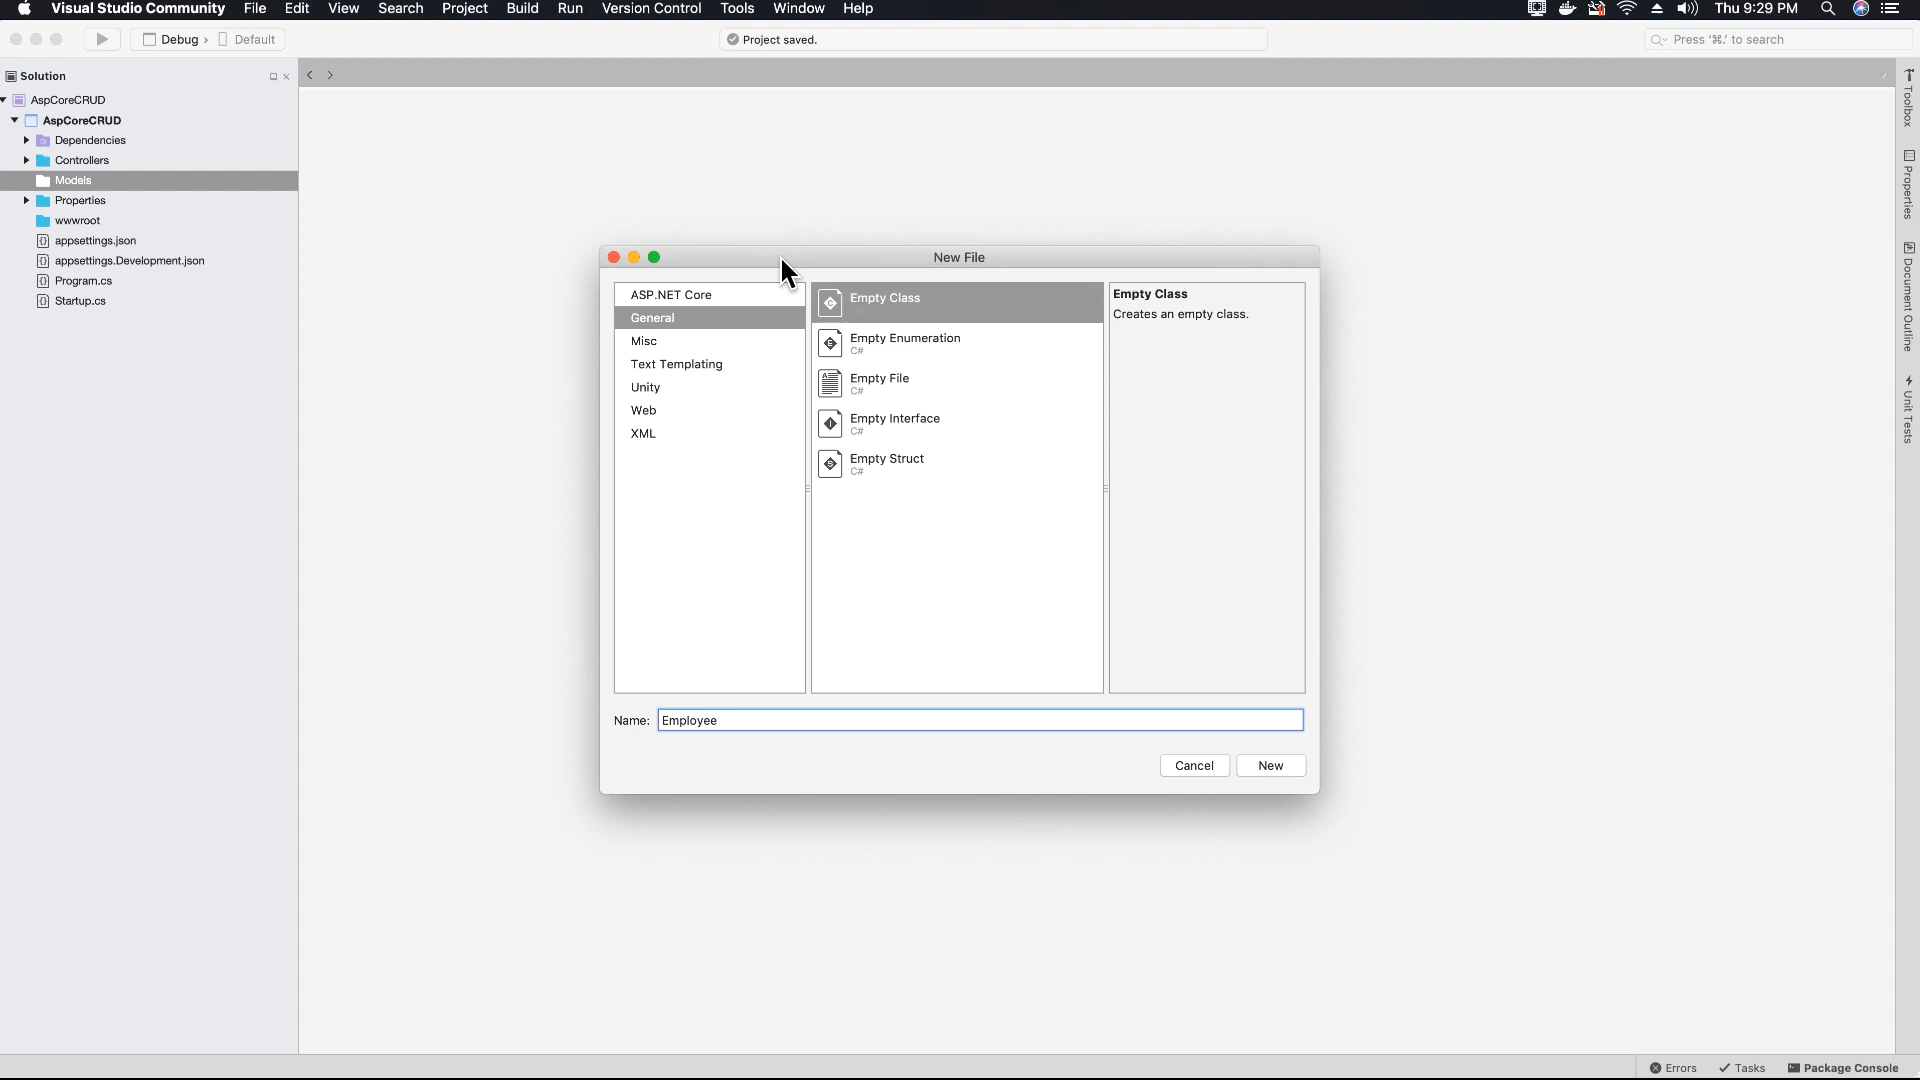 Visual Studio Community File Edit View Search Project Build Run Version Control Tools Window Help Thu 9:29 PM
Debug › Default
Project saved.
Press '⌘.' to search
Solution
AspCoreCRUD
AspCoreCRUD
Dependencies
Controllers
Models
Properties
wwwroot
appsettings.json
appsettings.Development.json
Program.cs
Startup.cs
New File
ASP.NET Core
General
Misc
Text Templating
Unity
Web
XML
Empty Class
C#
Empty Enumeration
C#
Empty File
C#
Empty Interface
C#
Empty Struct
C#
Empty Class
Creates an empty class.
Name: Employee
Cancel New
Toolbox
Properties
Document Outline
Unit Tests
Errors Tasks Package Console